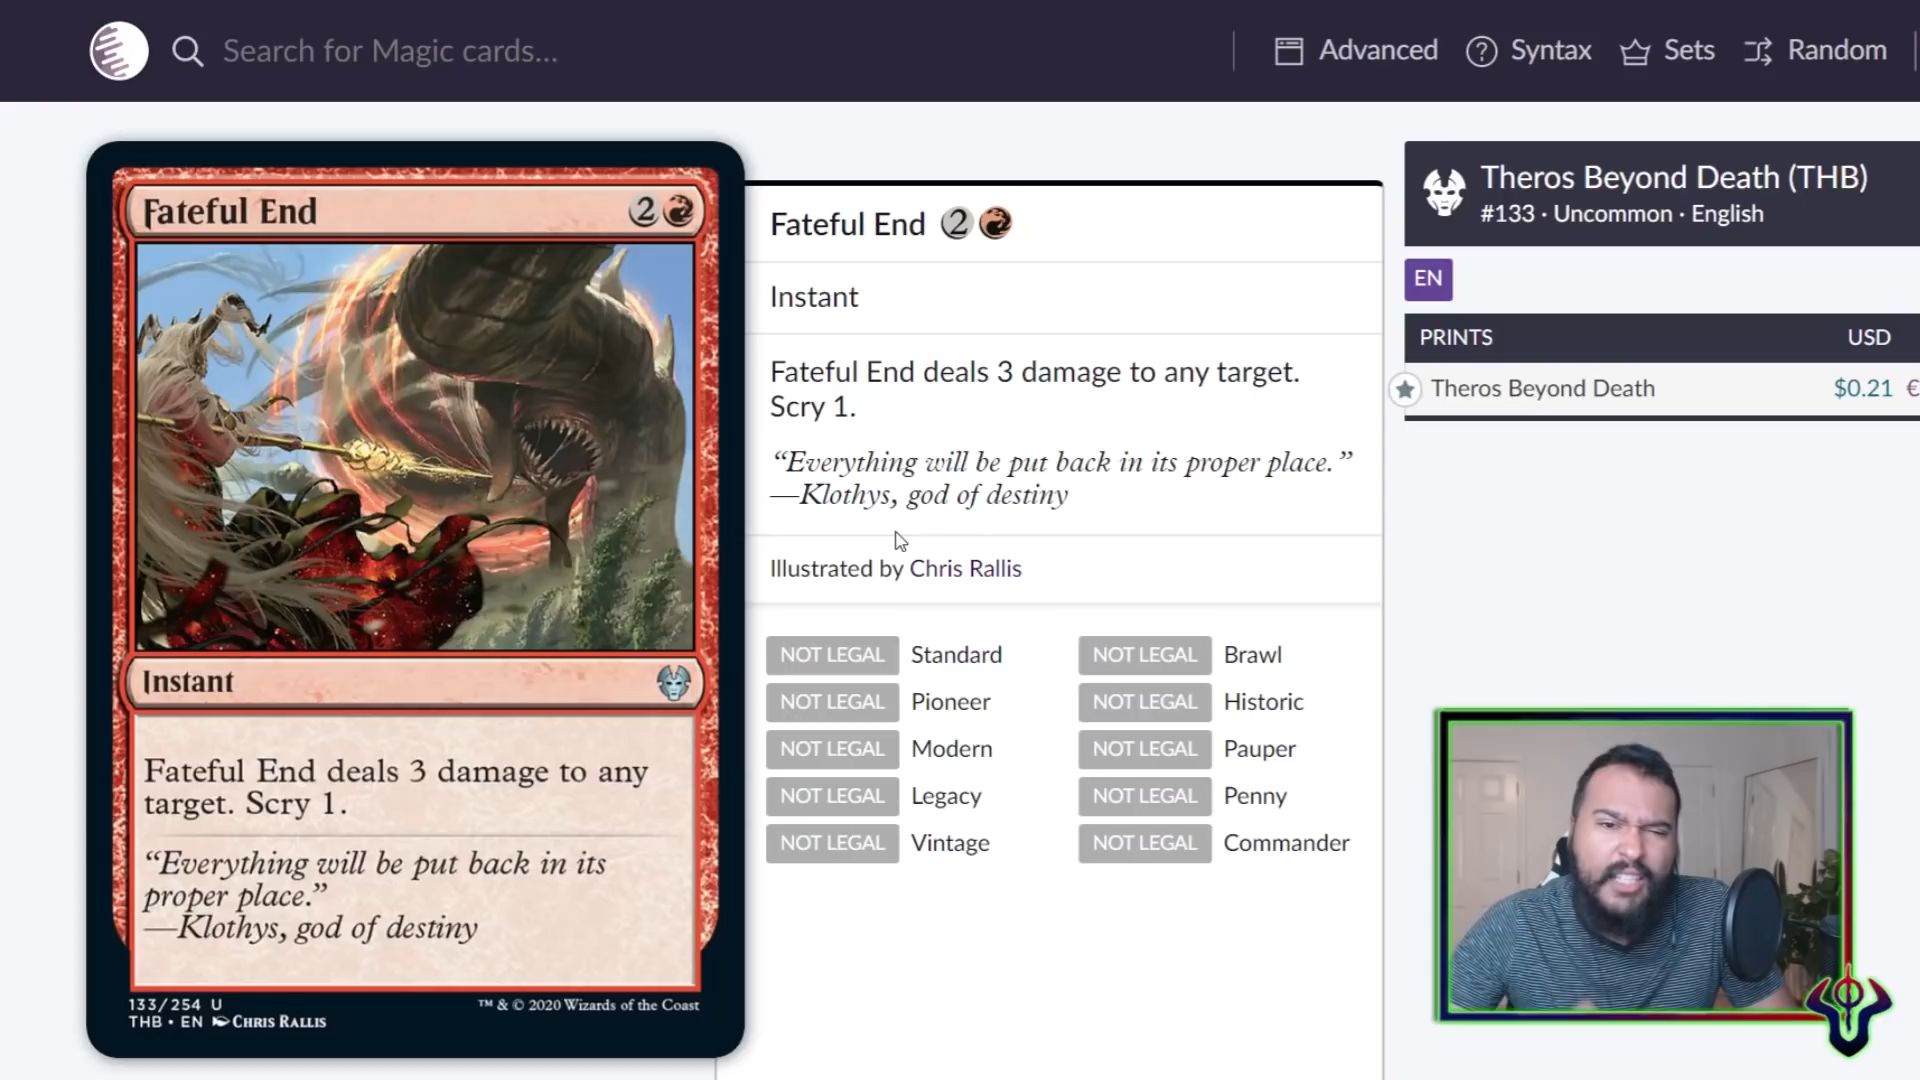 Search for Magic cards...
Advanced
Syntax
Sets
Random
Fateful End 2
Instant
Fateful End deals 3 damage to any
target. Scry 1.
“Everything will be put back in its
proper place.”
—Klothys, god of destiny
133/254 U
THB • EN CHRIS RALLIS
™ & © 2020 Wizards of the Coast
Fateful End 2
Instant
Fateful End deals 3 damage to any target.
Scry 1.
“Everything will be put back in its proper place.”
—Klothys, god of destiny
Illustrated by Chris Rallis
NOT LEGAL Standard NOT LEGAL Brawl
NOT LEGAL Pioneer NOT LEGAL Historic
NOT LEGAL Modern NOT LEGAL Pauper
NOT LEGAL Legacy NOT LEGAL Penny
NOT LEGAL Vintage NOT LEGAL Commander
Theros Beyond Death (THB)
#133 · Uncommon · English
EN
PRINTS USD
Theros Beyond Death $0.21 €